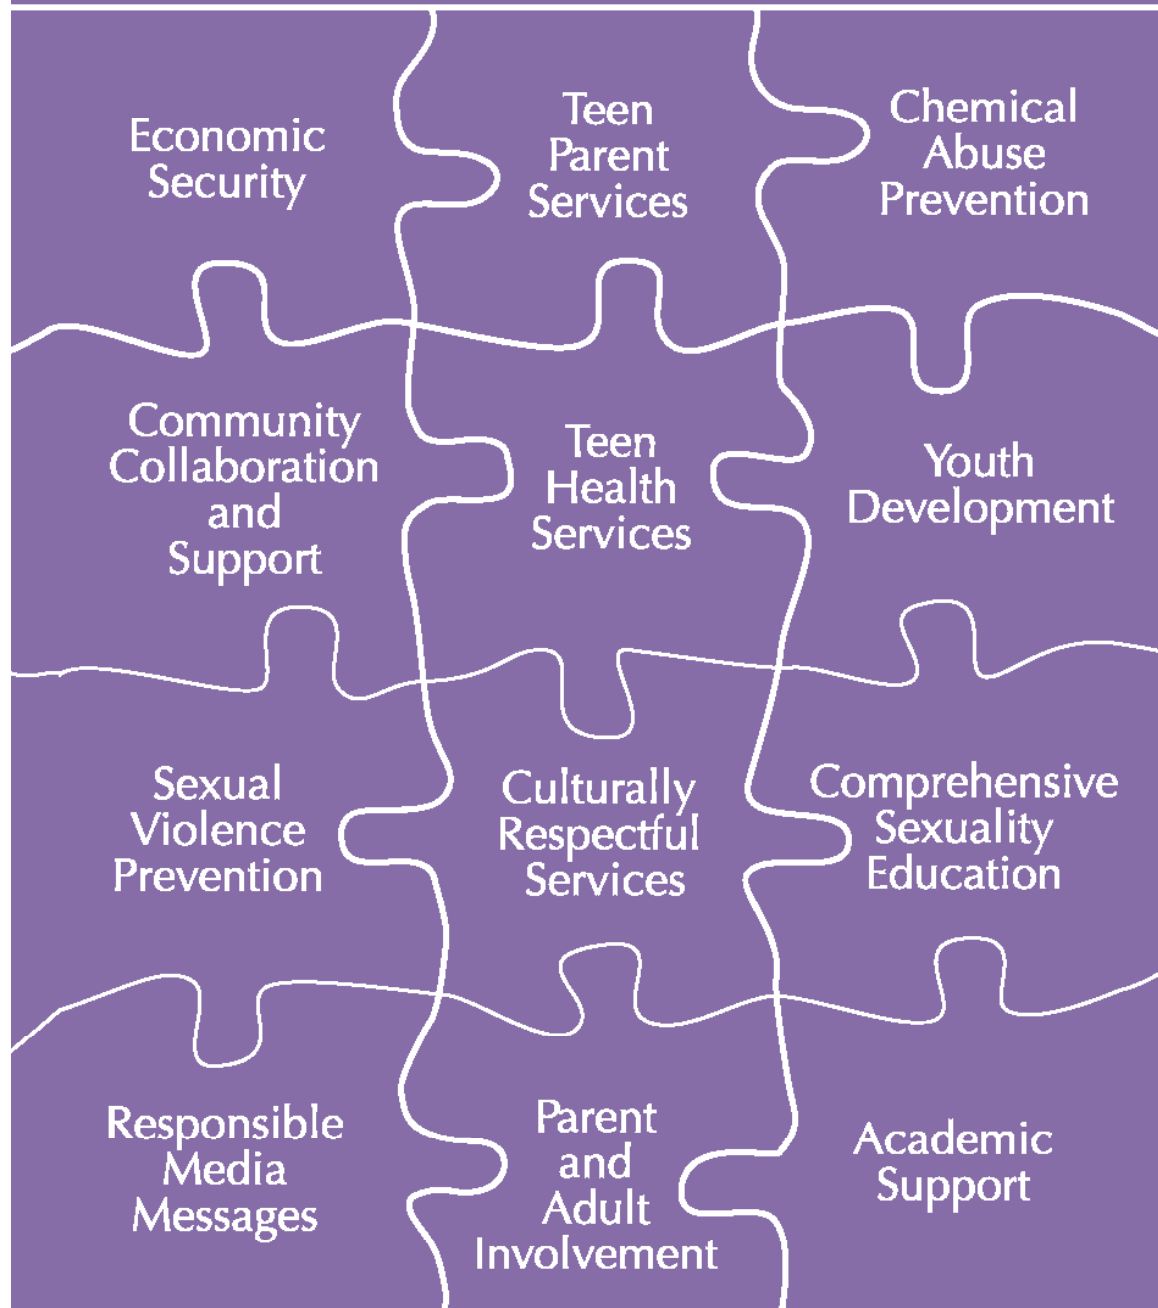 Economic
Security
Teen
Parent
Services
Chemical
Abuse
Prevention
Community
Collaboration
and
Support
Teen
Health
Services
Youth
Development
Sexual
Violence
Prevention
Culturally
Respectful
Services
Comprehensive
Sexuality
Education
Responsible
Media
Messages
Parent
and
Adult
Involvement
Academic
Support